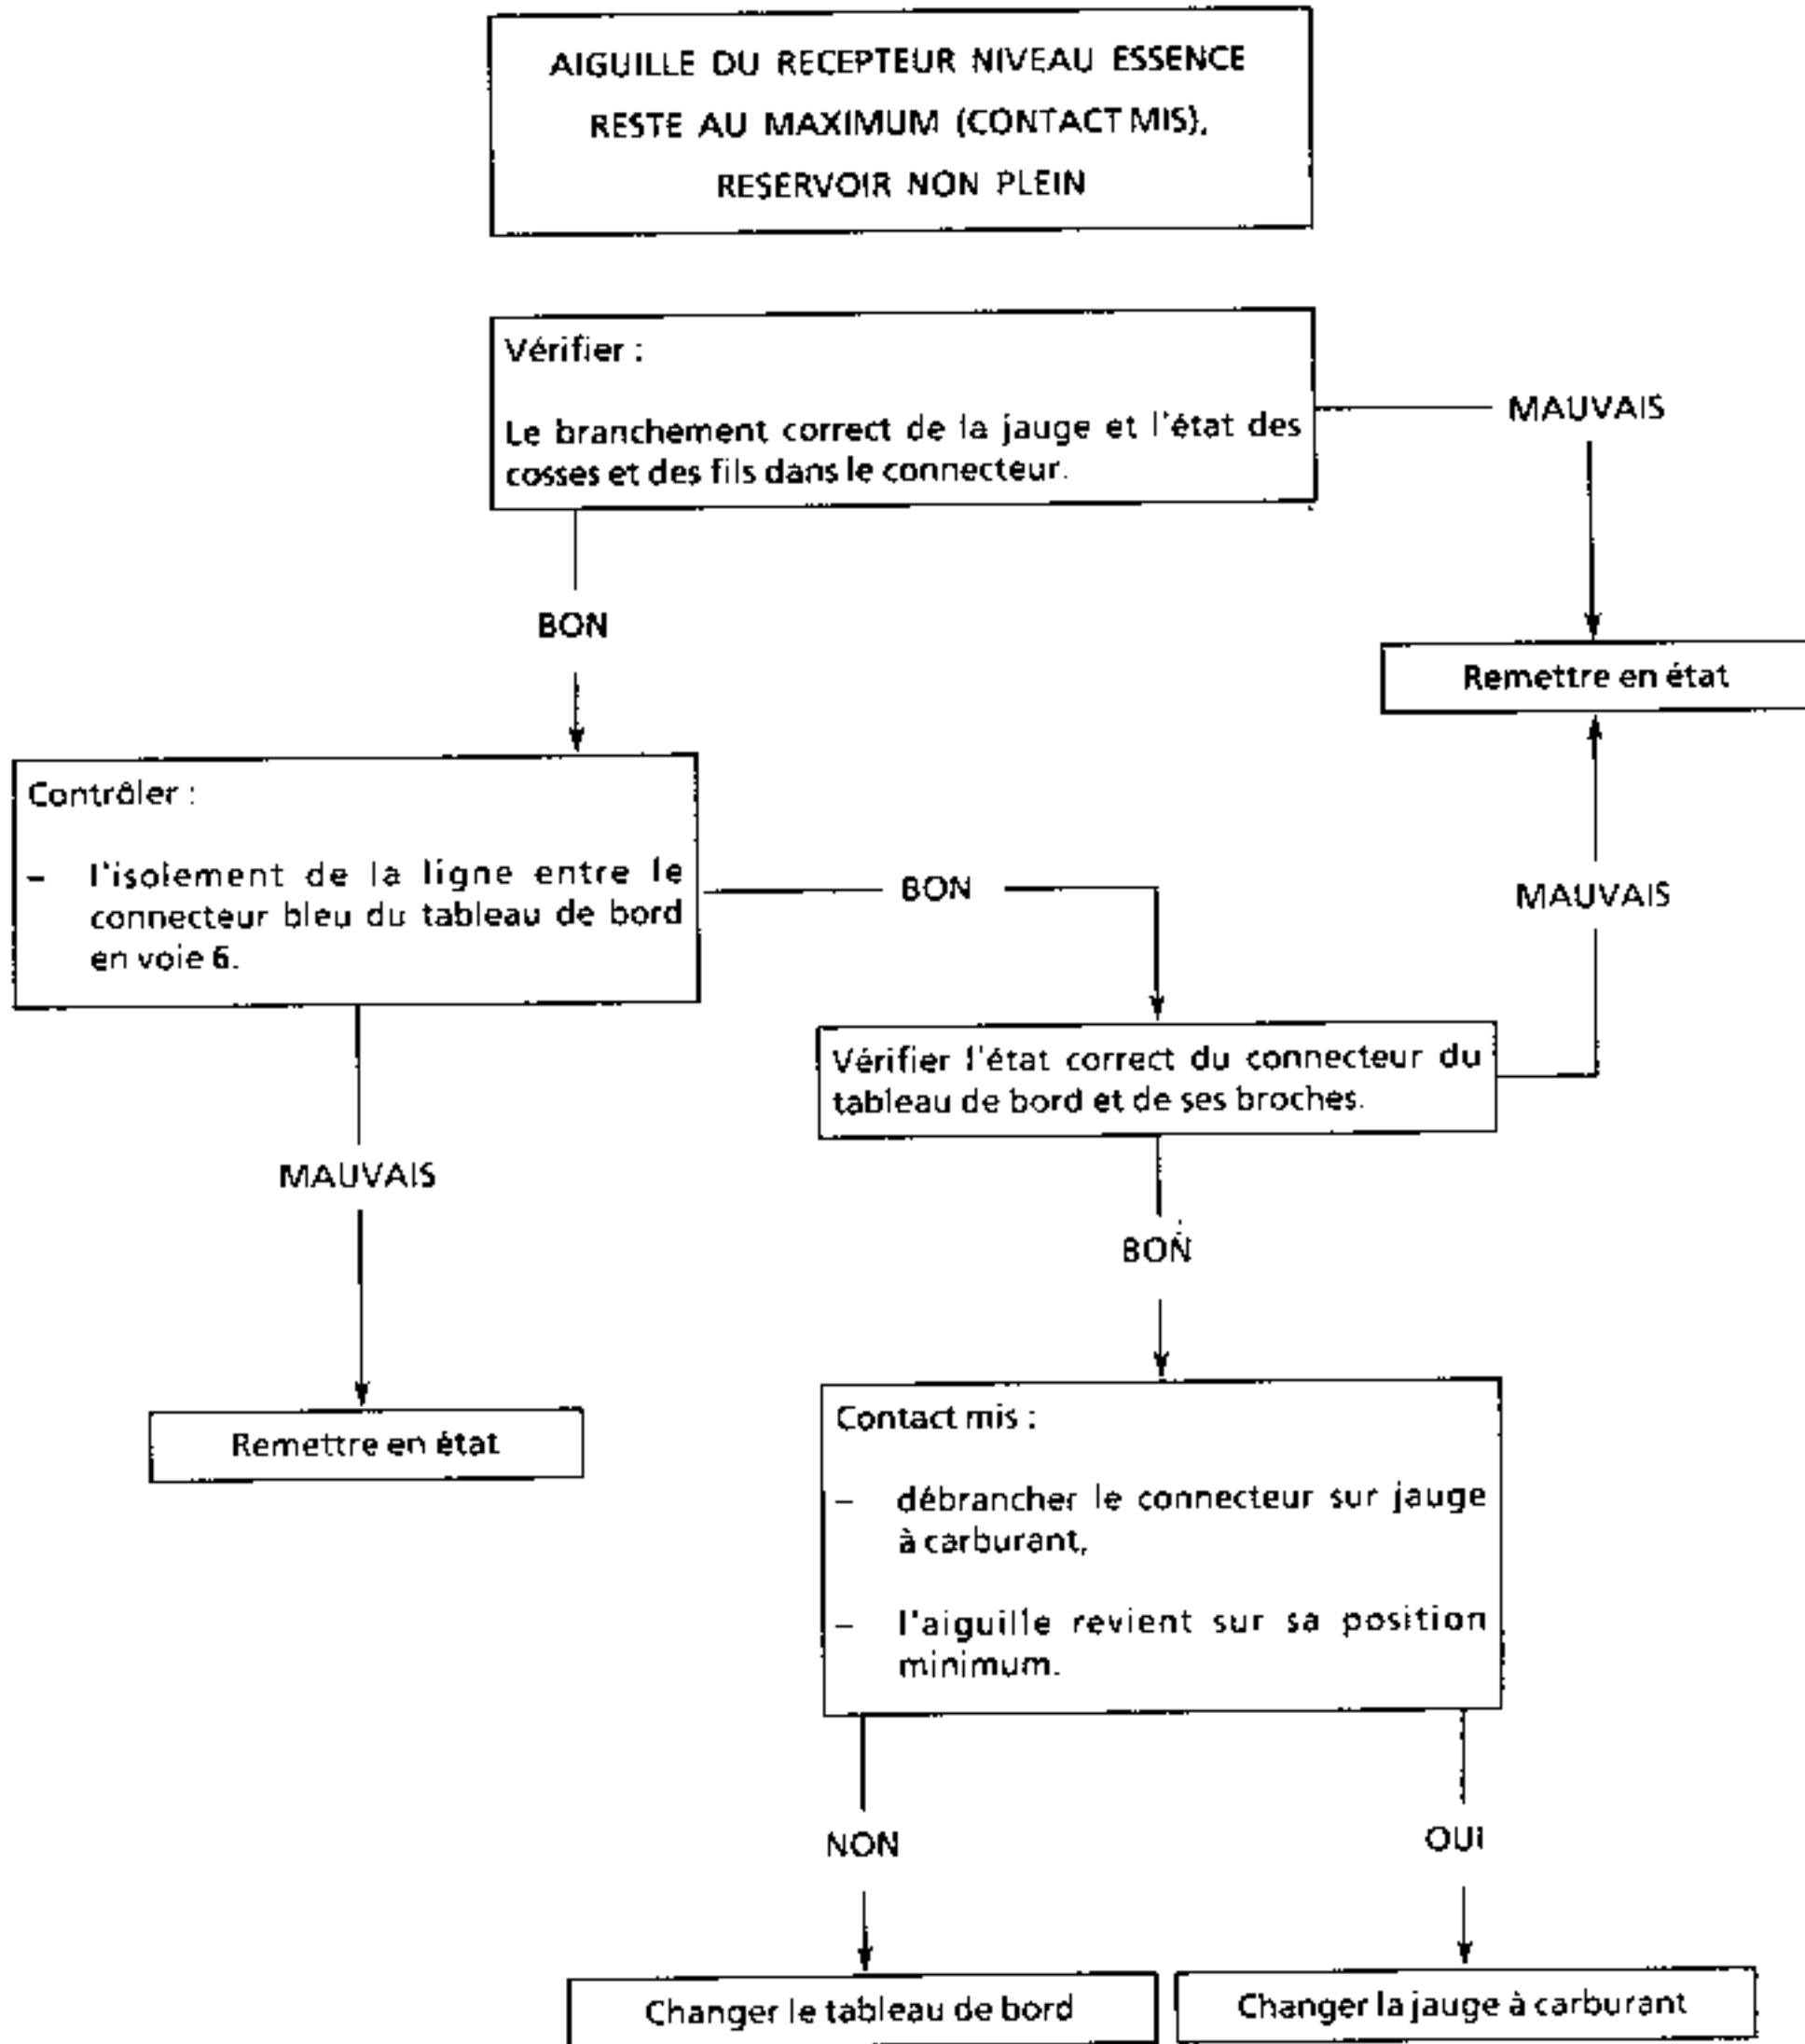 AIGUILLE DU RECEPTEUR NIVEAU ESSENCE
RESTE AU MAXIMUM (CONTACT MIS),
RESERVOIR NON PLEIN
Vérifier :
Le branchement correct de la jauge et l'état des
cosses et des fils dans le connecteur.
MAUVAIS
BON
Remettre en état
Contrôler :
– l'isolement de la ligne entre le
connecteur bleu du tableau de bord
en voie 6.
BON
MAUVAIS
Vérifier l'état correct du connecteur du
tableau de bord et de ses broches.
MAUVAIS
BON
Remettre en état
Contact mis :
– débrancher le connecteur sur jauge
à carburant,
– l'aiguille revient sur sa position
minimum.
NON
OUI
Changer le tableau de bord
Changer la jauge à carburant